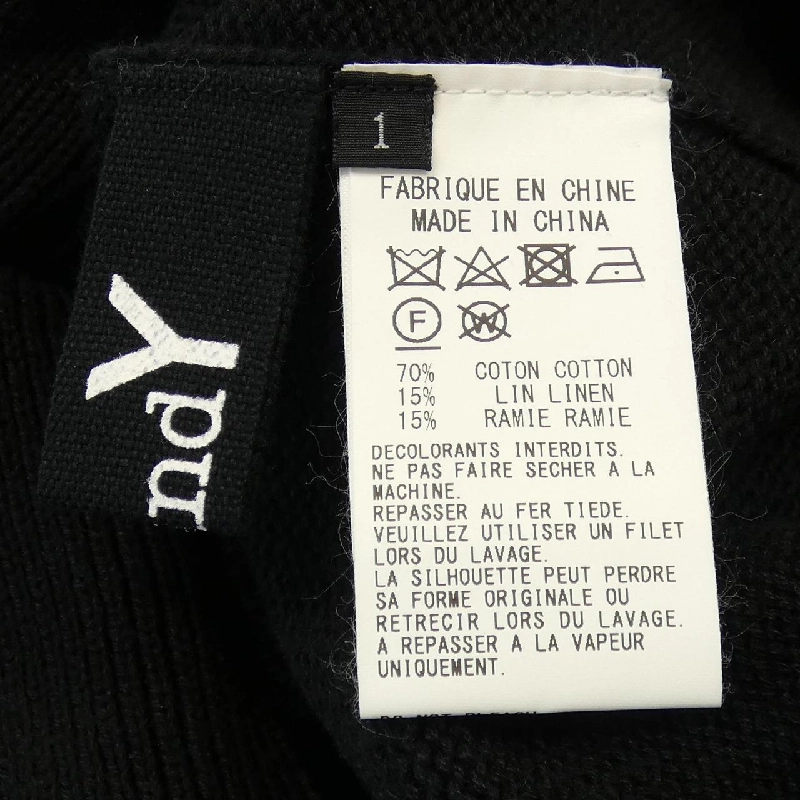 1
FABRIQUE EN CHINE
MADE IN CHINA
F
W
70% COTON COTTON
15% LIN LINEN
15% RAMIE RAMIE
DECOLORANTS INTERDITS.
NE PAS FAIRE SECHER A LA
MACHINE.
REPASSER AU FER TIEDE.
VEUILLEZ UTILISER UN FILET
LORS DU LAVAGE.
LA SILHOUETTE PEUT PERDRE
SA FORME ORIGINALE OU
RETRECIR LORS DU LAVAGE.
A REPASSER A LA VAPEUR
UNIQUEMENT.
ndY